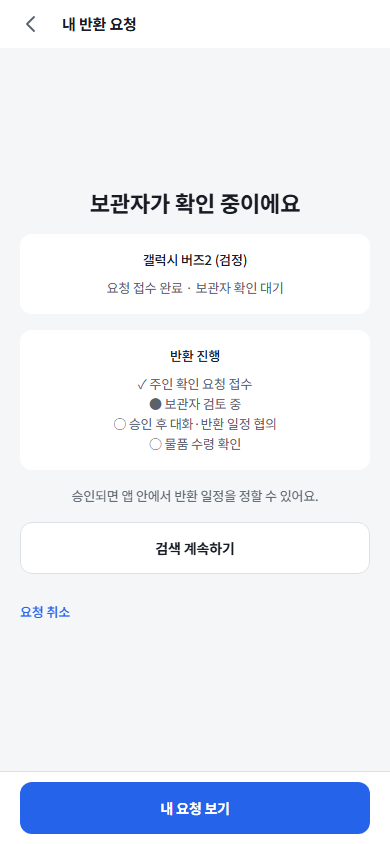 내 반환 요청
보관자가 확인 중이에요
갤럭시 버즈2 (검정)
요청 접수 완료 · 보관자 확인 대기
반환 진행
✓ 주인 확인 요청 접수
● 보관자 검토 중
○ 승인 후 대화·반환 일정 협의
○ 물품 수령 확인
승인되면 앱 안에서 반환 일정을 정할 수 있어요.
검색 계속하기
요청 취소
내 요청 보기